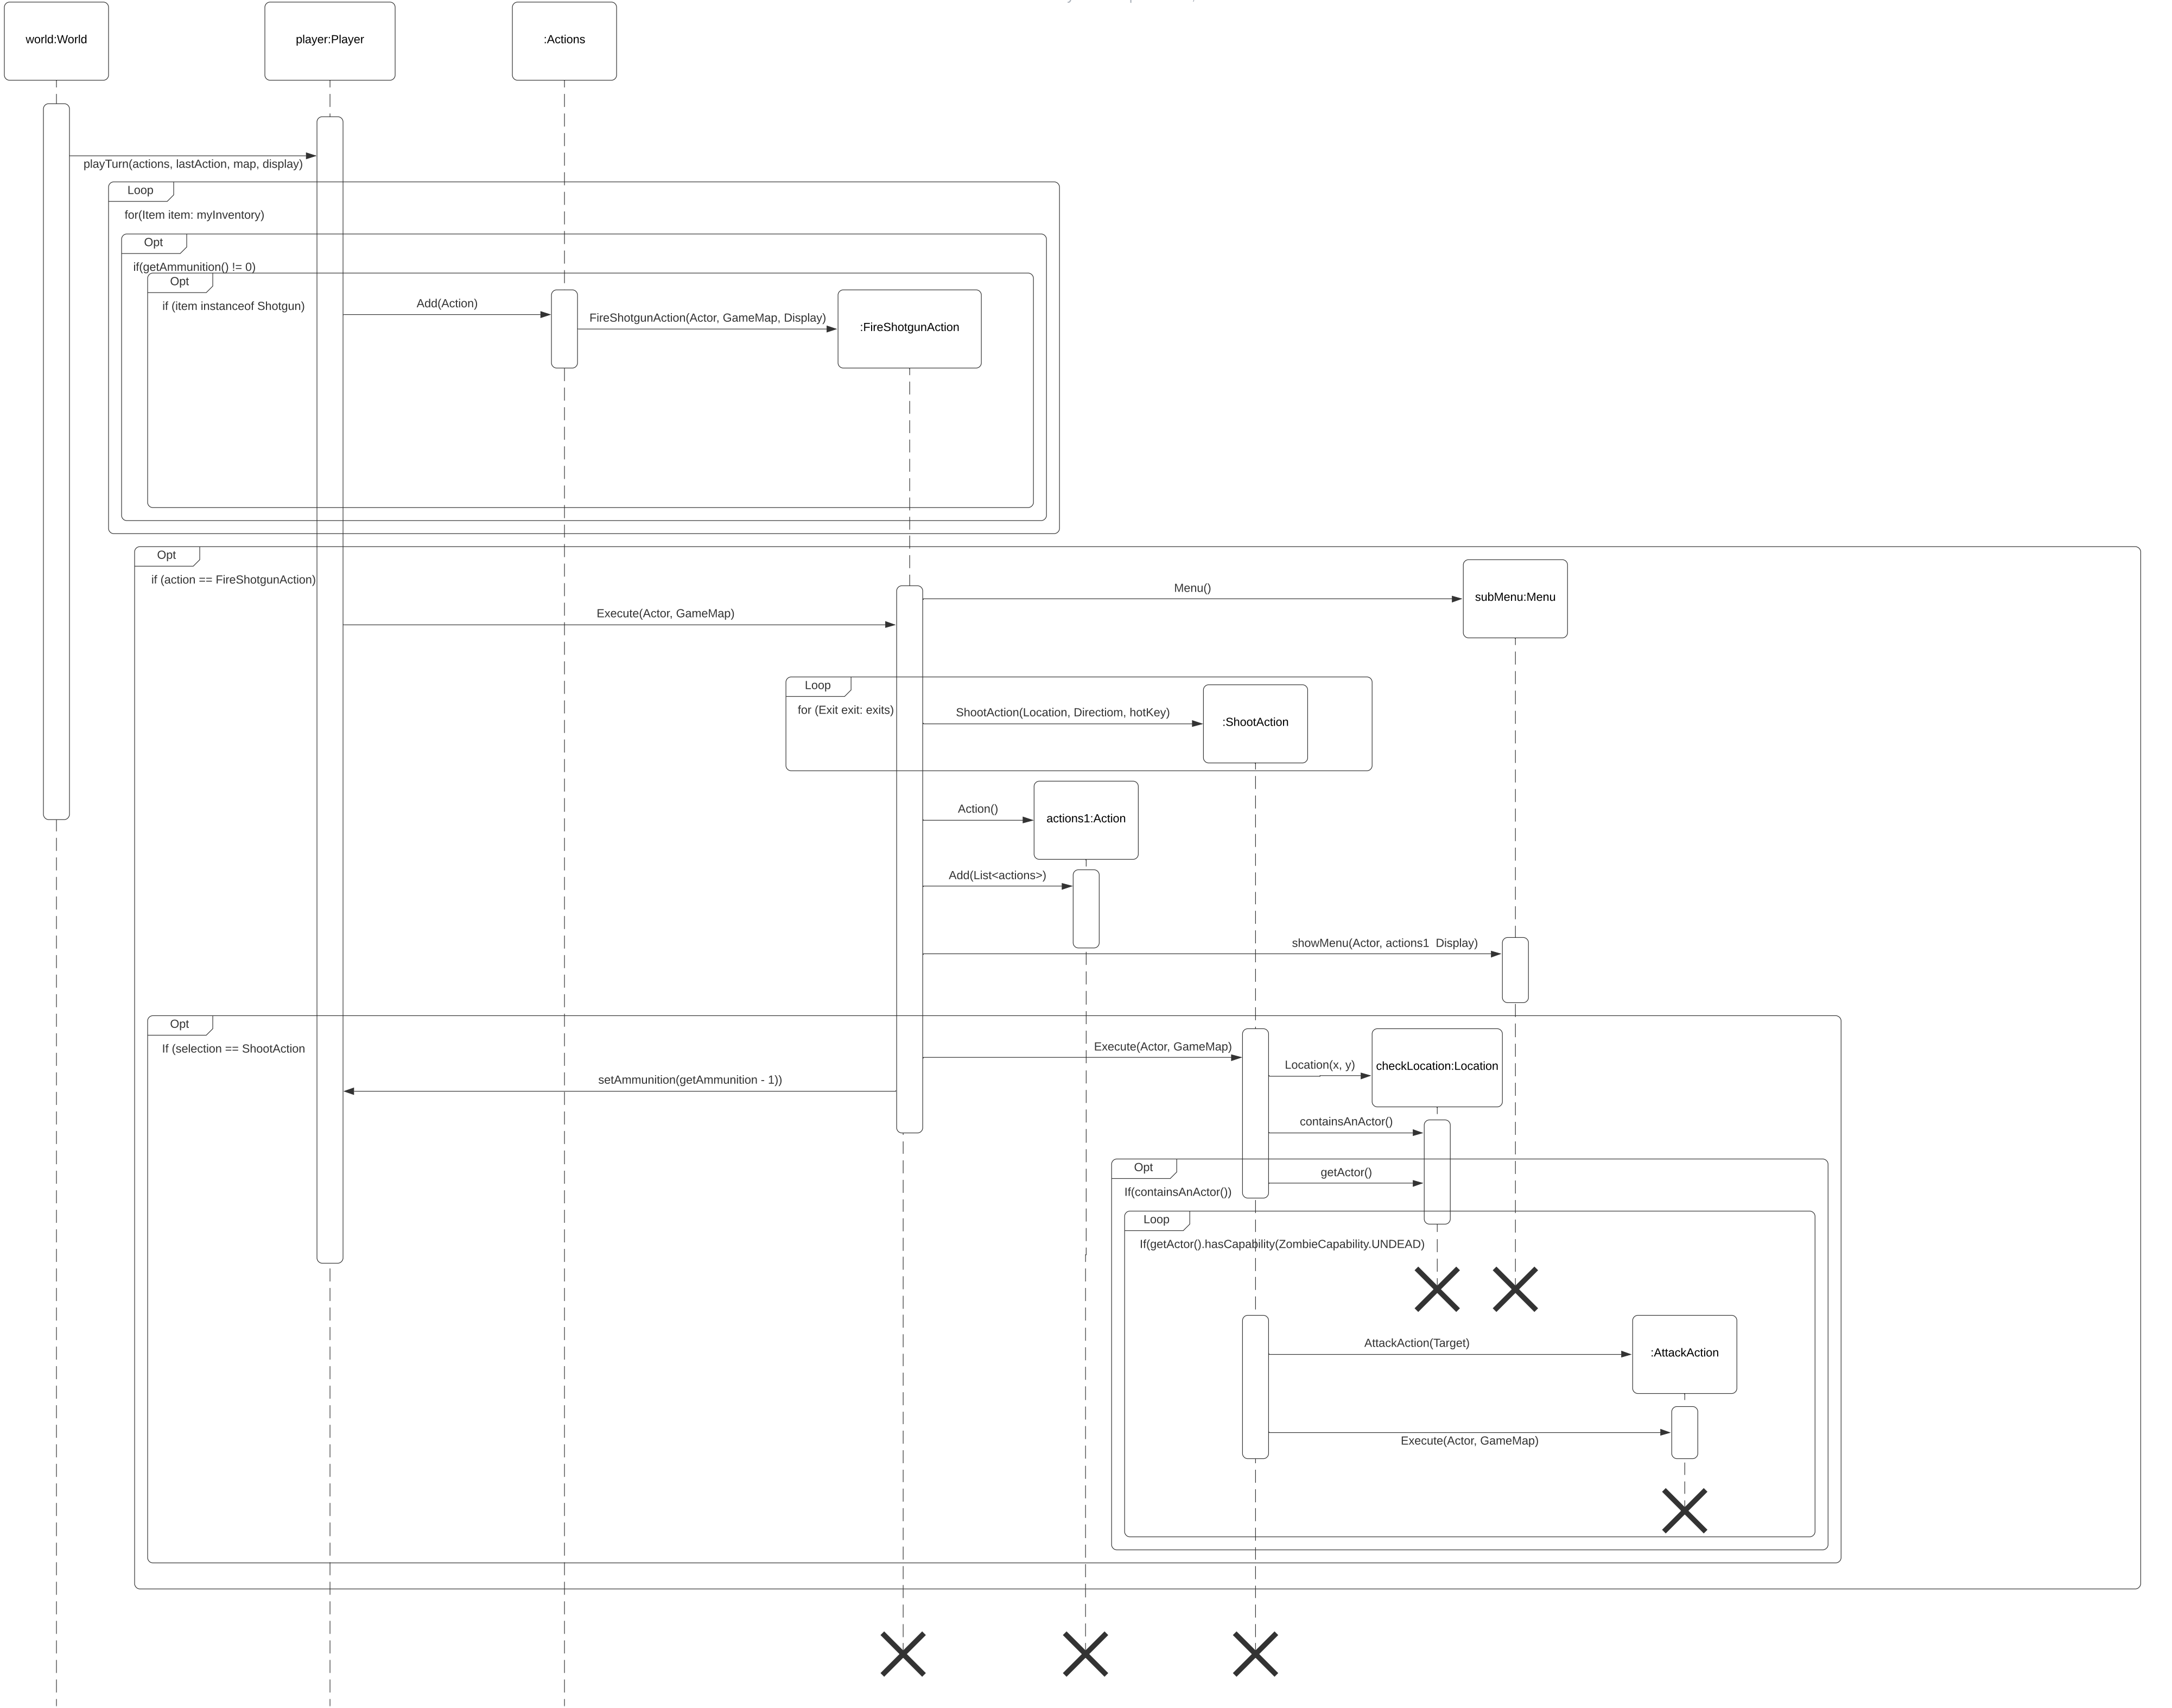 world:World
player:Player
:Actions
playTurn(actions, lastAction, map, display)
Loop
for(Item item: myInventory)
Opt
if(getAmmunition() != 0)
Opt
if (item instanceof Shotgun)
Add(Action)
FireShotgunAction(Actor, GameMap, Display)
:FireShotgunAction
Opt
if (action == FireShotgunAction)
Menu()
subMenu:Menu
Execute(Actor, GameMap)
Loop
for (Exit exit: exits)
ShootAction(Location, Directiom, hotKey)
:ShootAction
Action()
actions1:Action
Add(List<actions>)
showMenu(Actor, actions1  Display)
Opt
If (selection == ShootAction
Execute(Actor, GameMap)
Location(x, y)
checkLocation:Location
setAmmunition(getAmmunition - 1))
containsAnActor()
Opt
getActor()
If(containsAnActor())
Loop
If(getActor().hasCapability(ZombieCapability.UNDEAD)
AttackAction(Target)
:AttackAction
Execute(Actor, GameMap)